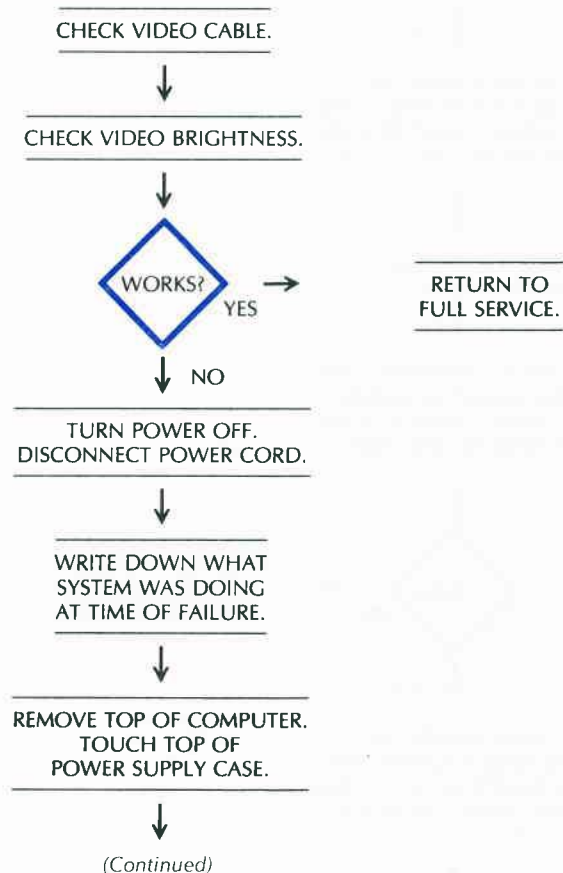 CHECK VIDEO CABLE.
CHECK VIDEO BRIGHTNESS.
WORKS?
YES
RETURN TO
FULL SERVICE.
NO
TURN POWER OFF.
DISCONNECT POWER CORD.
WRITE DOWN WHAT
SYSTEM WAS DOING
AT TIME OF FAILURE.
REMOVE TOP OF COMPUTER.
TOUCH TOP OF
POWER SUPPLY CASE.
(Continued)